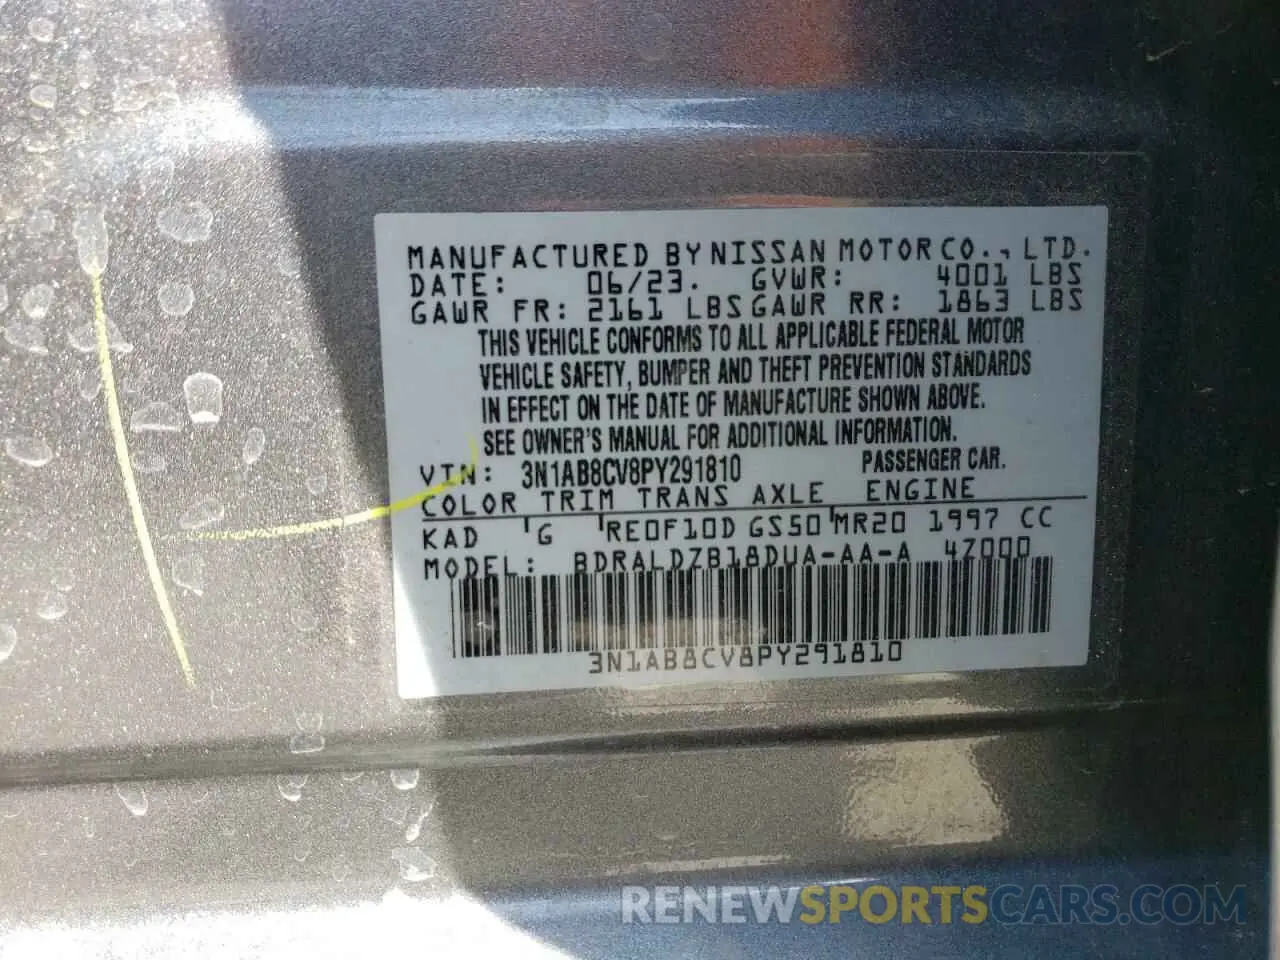 MANUFACTURED BY NISSAN MOTOR CO., LTD.
DATE: 06/23. GVWR: 4001 LBS
GAWR FR: 2161 LBS GAWR RR: 1863 LBS
THIS VEHICLE CONFORMS TO ALL APPLICABLE FEDERAL MOTOR
VEHICLE SAFETY, BUMPER AND THEFT PREVENTION STANDARDS
IN EFFECT ON THE DATE OF MANUFACTURE SHOWN ABOVE.
SEE OWNER'S MANUAL FOR ADDITIONAL INFORMATION.
VIN: 3N1AB8CV8PY291810 PASSENGER CAR.
COLOR TRIM TRANS AXLE ENGINE
KAD G RE0F10D GS50 MR20 1997 CC
MODEL: BDRALDZB18DUA-AA-A 47000
3N1AB8CV8PY291810
RENEWSPORTSCARS.COM